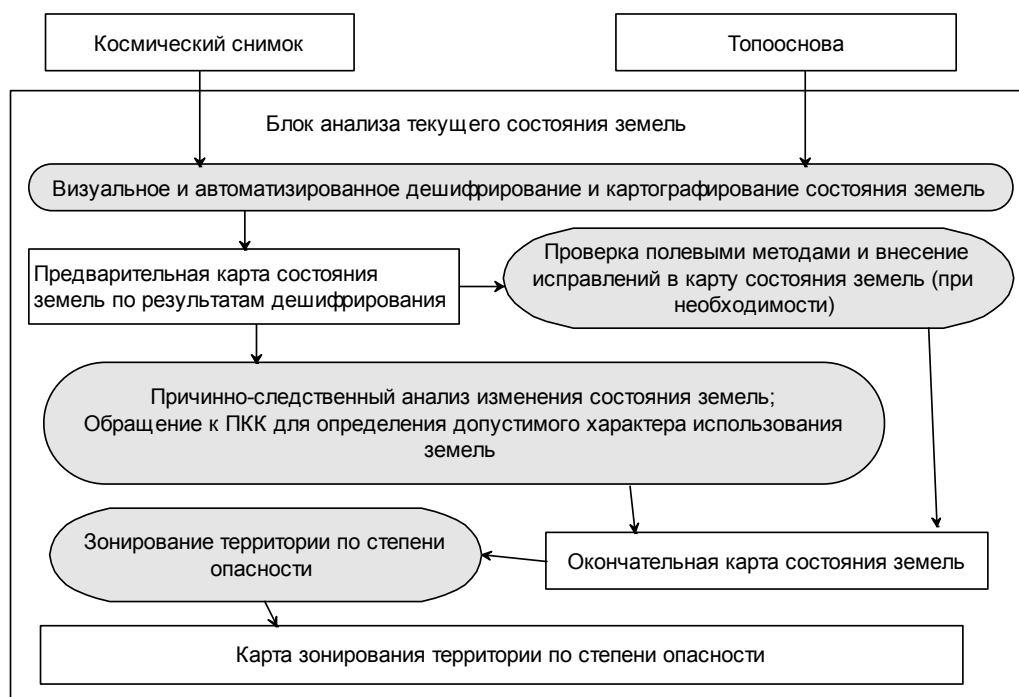 Космический снимок
Топооснова
Блок анализа текущего состояния земель
Визуальное и автоматизированное дешифрирование и картографирование состояния земель
Предварительная карта состояния
земель по результатам дешифрирования
Проверка полевыми методами и внесение
исправлений в карту состояния земель (при
необходимости)
Причинно-следственный анализ изменения состояния земель;
Обращение к ПКК для определения допустимого характера использования
земель
Зонирование территории по степени
опасности
Окончательная карта состояния земель
Карта зонирования территории по степени опасности